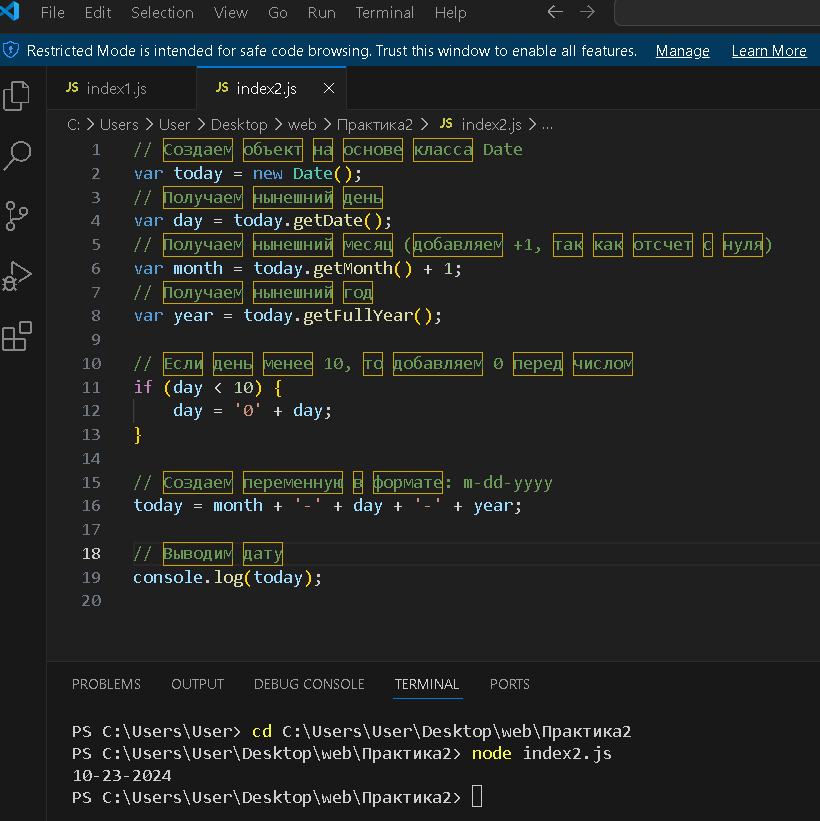 File Edit Selection View Go Run Terminal Help
Restricted Mode is intended for safe code browsing. Trust this window to enable all features. Manage Learn More
JS index1.js JS index2.js
C: > Users > User > Desktop > web > Практика2 > JS index2.js > ...
1 // Создаем объект на основе класса Date
2 var today = new Date();
3 // Получаем нынешний день
4 var day = today.getDate();
5 // Получаем нынешний месяц (добавляем +1, так как отсчет с нуля)
6 var month = today.getMonth() + 1;
7 // Получаем нынешний год
8 var year = today.getFullYear();
9
10 // Если день менее 10, то добавляем 0 перед числом
11 if (day < 10) {
12     day = '0' + day;
13 }
14
15 // Создаем переменную в формате: m-dd-yyyy
16 today = month + '-' + day + '-' + year;
17
18 // Выводим дату
19 console.log(today);
20
PROBLEMS OUTPUT DEBUG CONSOLE TERMINAL PORTS
PS C:\Users\User> cd C:\Users\User\Desktop\web\Практика2
PS C:\Users\User\Desktop\web\Практика2> node index2.js
10-23-2024
PS C:\Users\User\Desktop\web\Практика2>